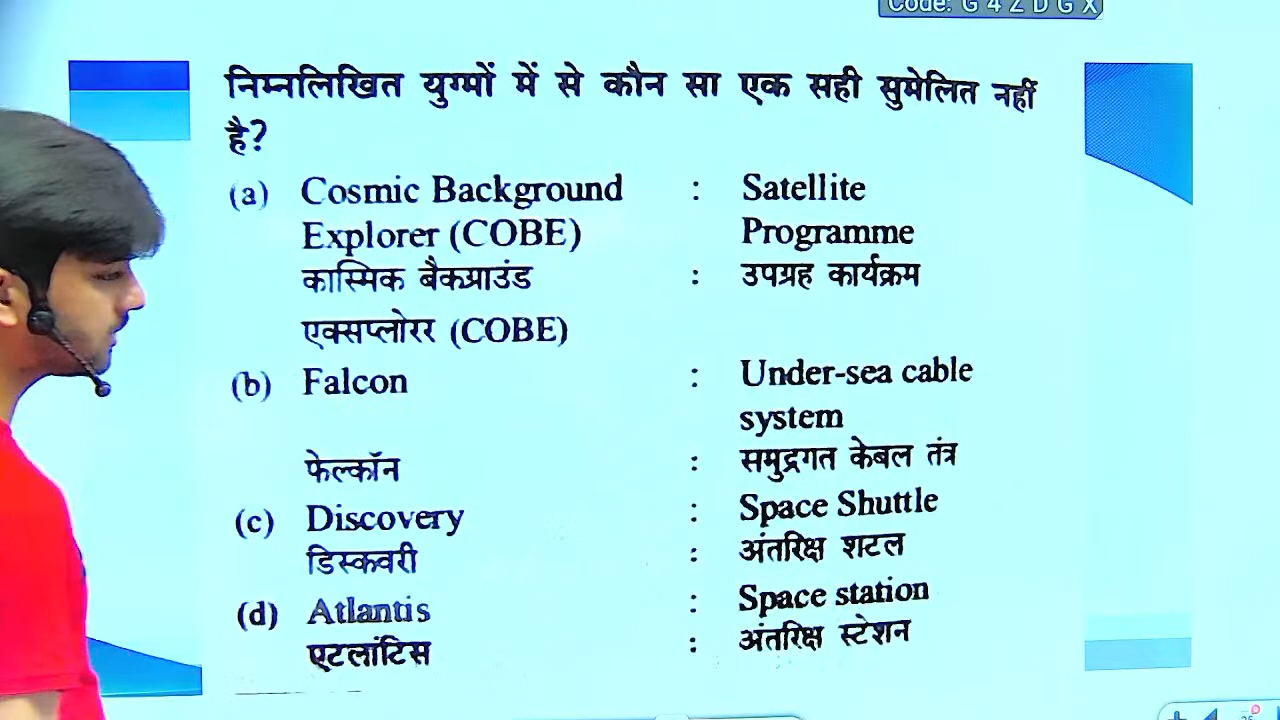 Code: G 4 Z D G X
निम्नलिखित युग्मों में से कौन सा एक सही सुमेलित नहीं
है?
(a) Cosmic Background : Satellite
Explorer (COBE) Programme
कास्मिक बैकग्राउंड : उपग्रह कार्यक्रम
एक्सप्लोरर (COBE)
(b) Falcon : Under-sea cable
system
फेल्कॉन : समुद्रगत केबल तंत्र
(c) Discovery : Space Shuttle
डिस्कवरी : अंतरिक्ष शटल
(d) Atlantis : Space station
एटलांटिस : अंतरिक्ष स्टेशन